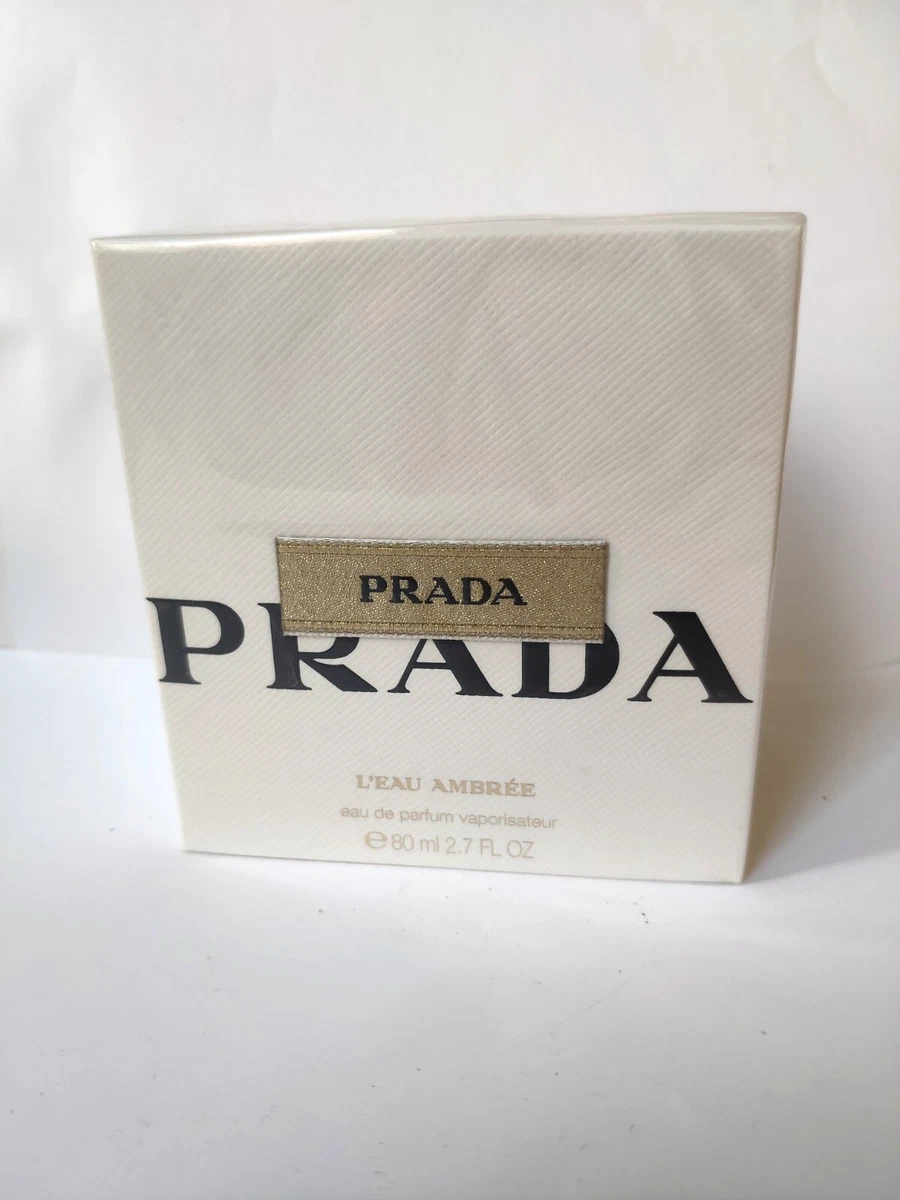 PRADA
PRADA
L'EAU AMBRÉE
eau de parfum vaporisateur
℮ 80 ml 2.7 FL OZ